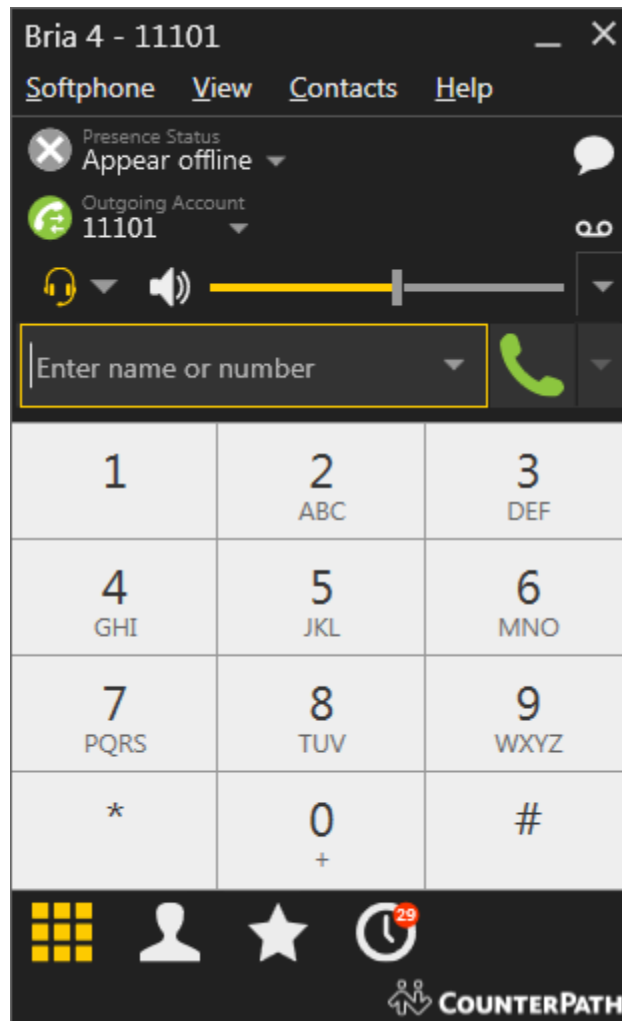 Bria 4 - 11101
Softphone View Contacts Help
Presence Status
Appear offline
Outgoing Account
11101
Enter name or number
1 2 3
ABC DEF
4 5 6
GHI JKL MNO
7 8 9
PQRS TUV WXYZ
* 0 #
+
29
COUNTERPATH